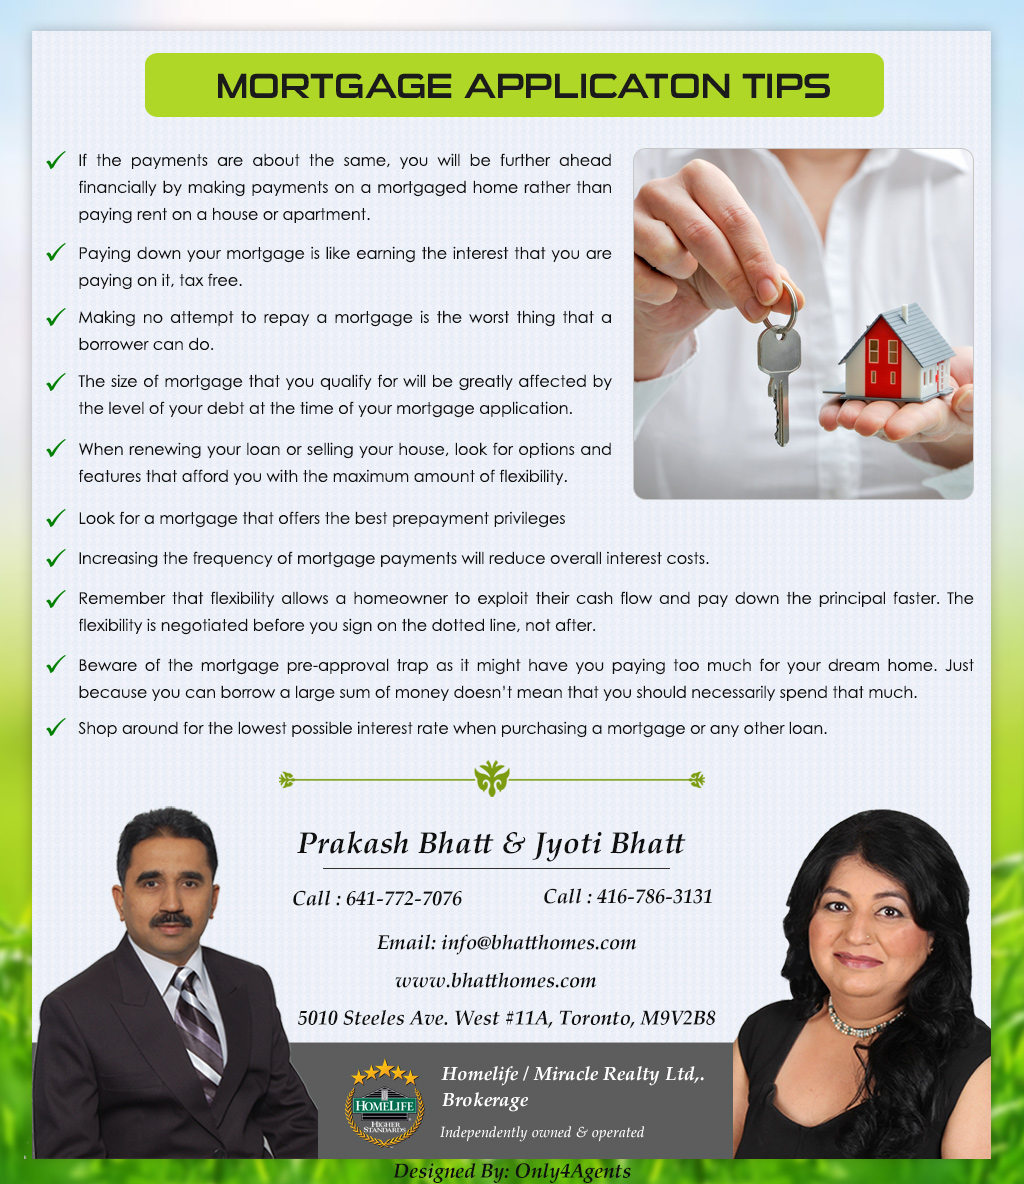 MORTGAGE APPLICATON TIPS
If the payments are about the same, you will be further ahead
financially by making payments on a mortgaged home rather than
paying rent on a house or apartment.
Paying down your mortgage is like earning the interest that you are
paying on it, tax free.
Making no attempt to repay a mortgage is the worst thing that a
borrower can do.
The size of mortgage that you qualify for will be greatly affected by
the level of your debt at the time of your mortgage application.
When renewing your loan or selling your house, look for options and
features that afford you with the maximum amount of flexibility.
Look for a mortgage that offers the best prepayment privileges
Increasing the frequency of mortgage payments will reduce overall interest costs.
Remember that flexibility allows a homeowner to exploit their cash flow and pay down the principal faster. The
flexibility is negotiated before you sign on the dotted line, not after.
Beware of the mortgage pre-approval trap as it might have you paying too much for your dream home. Just
because you can borrow a large sum of money doesn't mean that you should necessarily spend that much.
Shop around for the lowest possible interest rate when purchasing a mortgage or any other loan.
Prakash Bhatt & Jyoti Bhatt
Call : 641-772-7076
Call : 416-786-3131
Email: info@bhatthomes.com
www.bhatthomes.com
5010 Steeles Ave. West #11A, Toronto, M9V2B8
HOMELIFE
HIGHER
STANDARDS
Homelife / Miracle Realty Ltd,.
Brokerage
Independently owned & operated
Designed By: Only4Agents